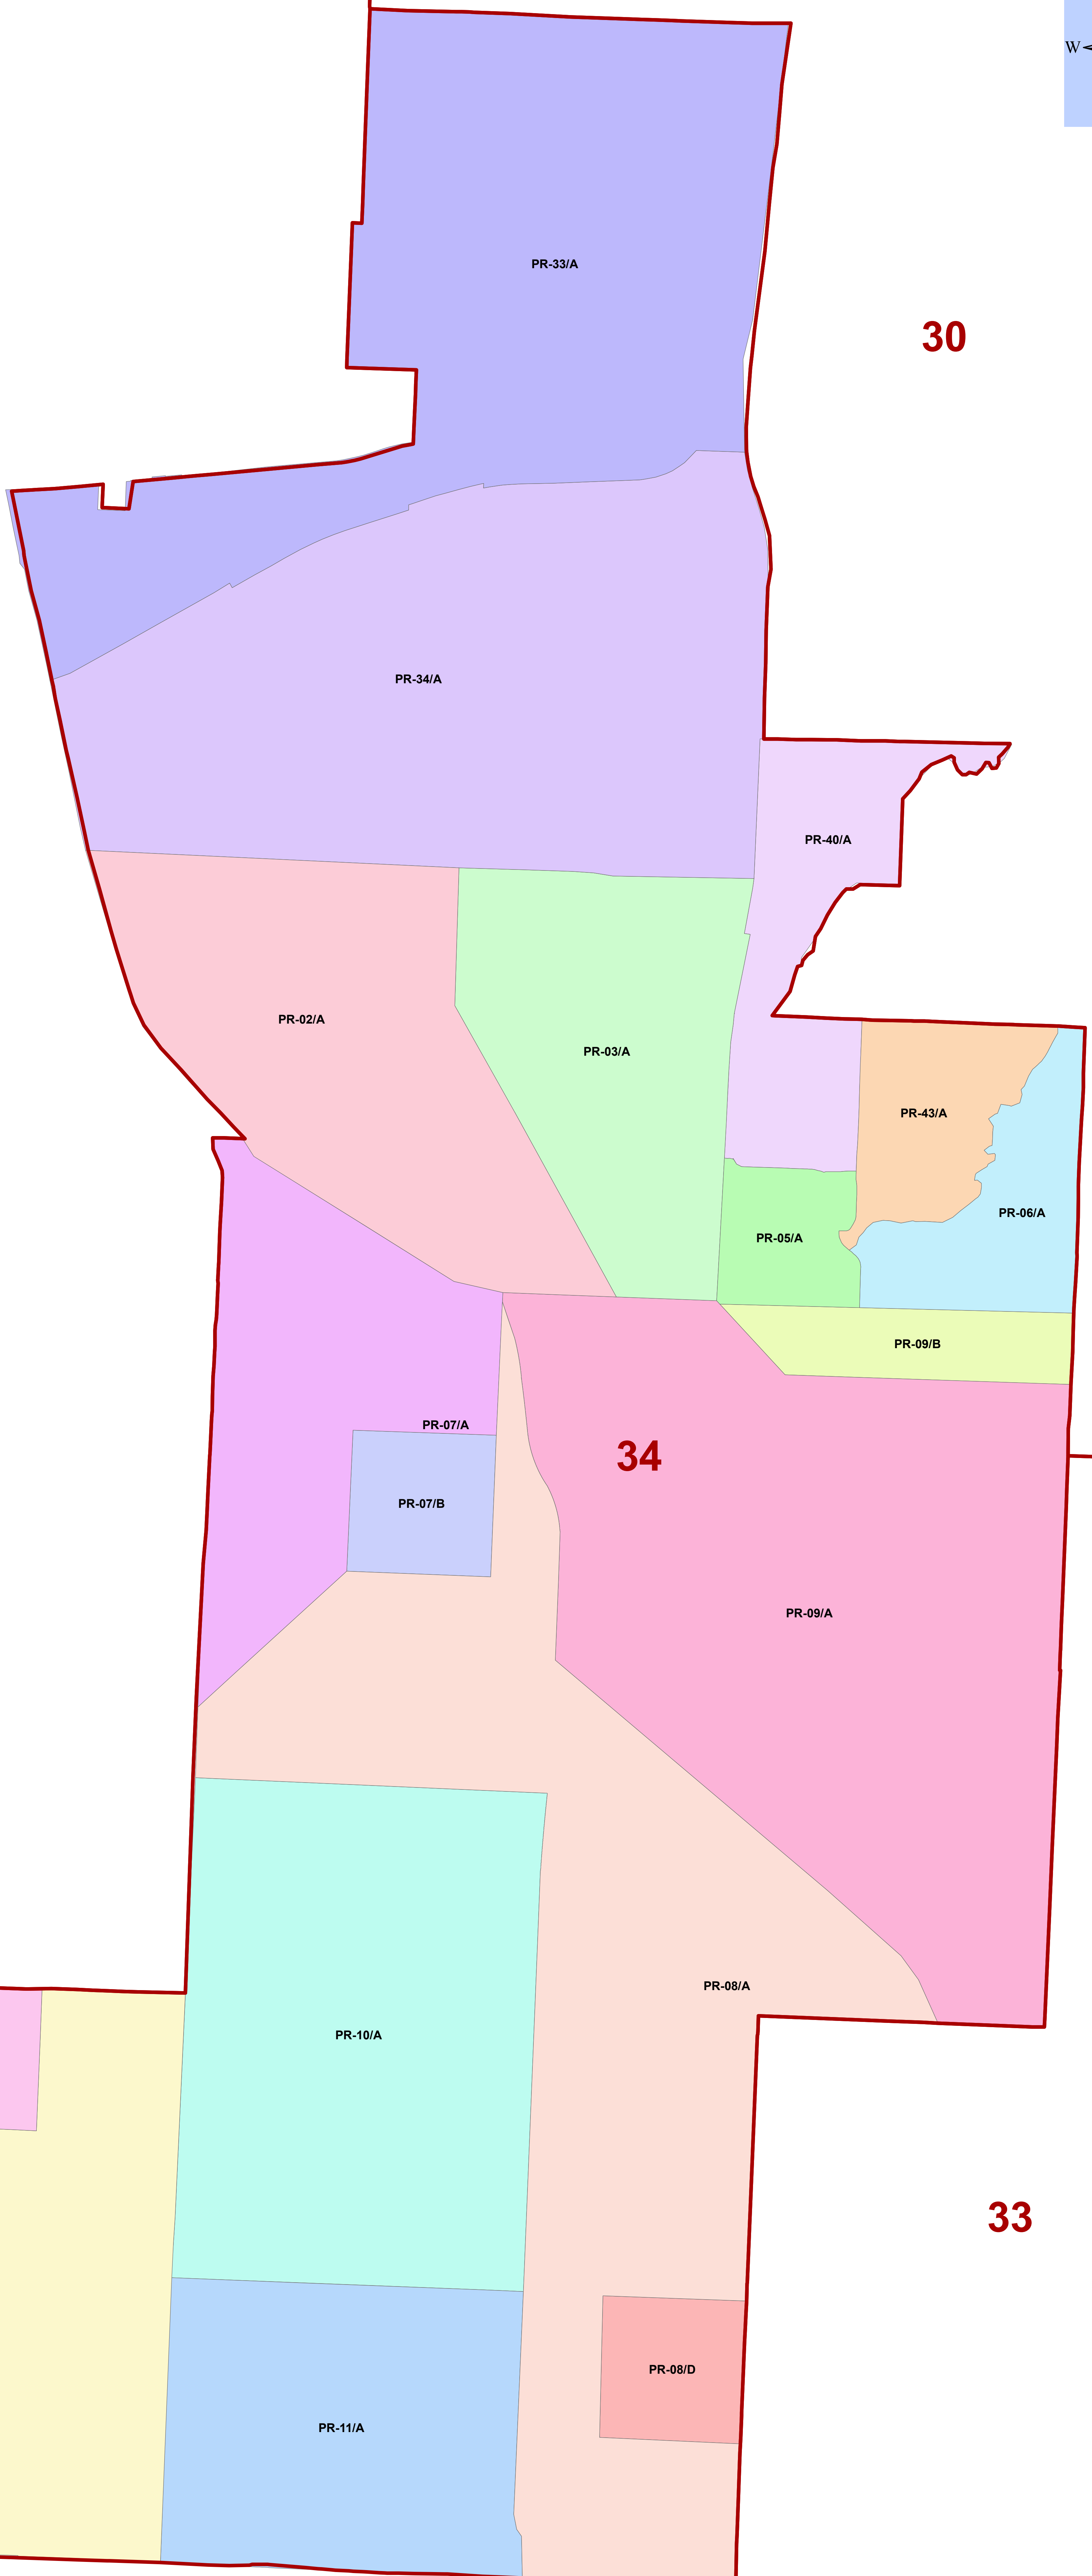 W
PR-33/A
30
PR-34/A
PR-40/A
PR-02/A
PR-03/A
PR-43/A
PR-06/A
PR-05/A
PR-09/B
PR-07/A
34
PR-07/B
PR-09/A
PR-08/A
PR-10/A
33
PR-08/D
PR-11/A